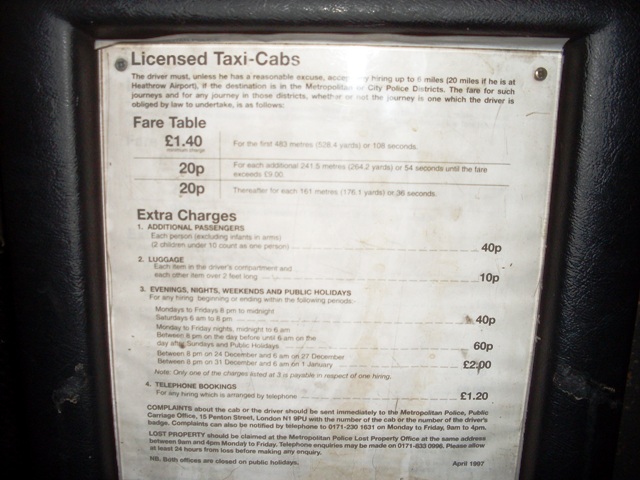 Licensed Taxi-Cabs
The driver must, unless he has a reasonable excuse, accept any hiring up to 6 miles (20 miles if he is at
Heathrow Airport), if the destination is in the Metropolitan or City Police Districts. The fare for such
journeys and for any journey in those districts, whether or not the journey is one which the driver is
obliged by law to undertake, is as follows:
Fare Table
£1.40
minimum charge
For the first 483 metres (528.4 yards) or 108 seconds.
20p
For each additional 241.5 metres (264.2 yards) or 54 seconds until the fare
exceeds £9.00
20p
Thereafter for each 161 metres (176.1 yards) or 36 seconds.
Extra Charges
1. ADDITIONAL PASSENGERS
Each person (excluding infants in arms)
(2 children under 10 count as one person) 40p
2. LUGGAGE
Each item in the driver's compartment and
each other item over 2 feet long 10p
3. EVENINGS, NIGHTS, WEEKENDS AND PUBLIC HOLIDAYS
For any hiring beginning or ending within the following periods:-
Mondays to Fridays 8 pm to midnight
Saturdays 6 am to 8 pm 40p
Monday to Friday nights, midnight to 6 am
Between 8 pm on the day before until 6 am on the
day after Sundays and Public Holidays 60p
Between 8 pm on 24 December and 6 am on 27 December
Between 8 pm on 31 December and 6 am on 1 January £2.00
Note: Only one of the charges listed at 3 is payable in respect of one hiring.
4. TELEPHONE BOOKINGS
For any hiring which is arranged by telephone £1.20
COMPLAINTS about the cab or the driver should be sent immediately to the Metropolitan Police, Public
Carriage Office, 15 Penton Street, London N1 9PU with the number of the cab or the number of the driver's
badge. Complaints can also be notified by telephone to 0171-230 1631 on Monday to Friday, 9am to 4pm.
LOST PROPERTY should be claimed at the Metropolitan Police Lost Property Office at the same address
between 9am and 4pm Monday to Friday. Telephone enquiries may be made on 0171-833 0996. Please allow
at least 24 hours from loss before making any enquiry.
NB. Both offices are closed on public holidays. April 1997